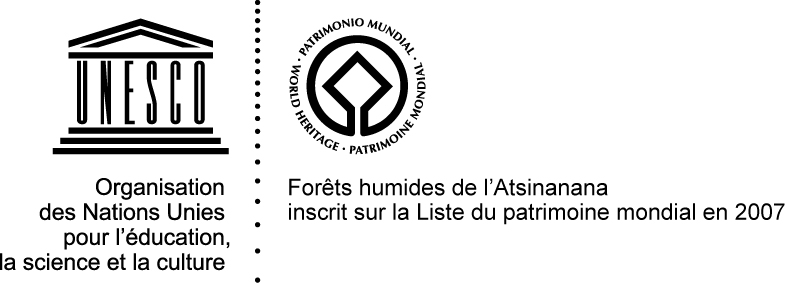 UNESCO
Organisation
des Nations Unies
pour l’éducation,
la science et la culture
· PATRIMONIO MUNDIAL · WORLD HERITAGE · PATRIMOINE MONDIAL
Forêts humides de l’Atsinanana
inscrit sur la Liste du patrimoine mondial en 2007